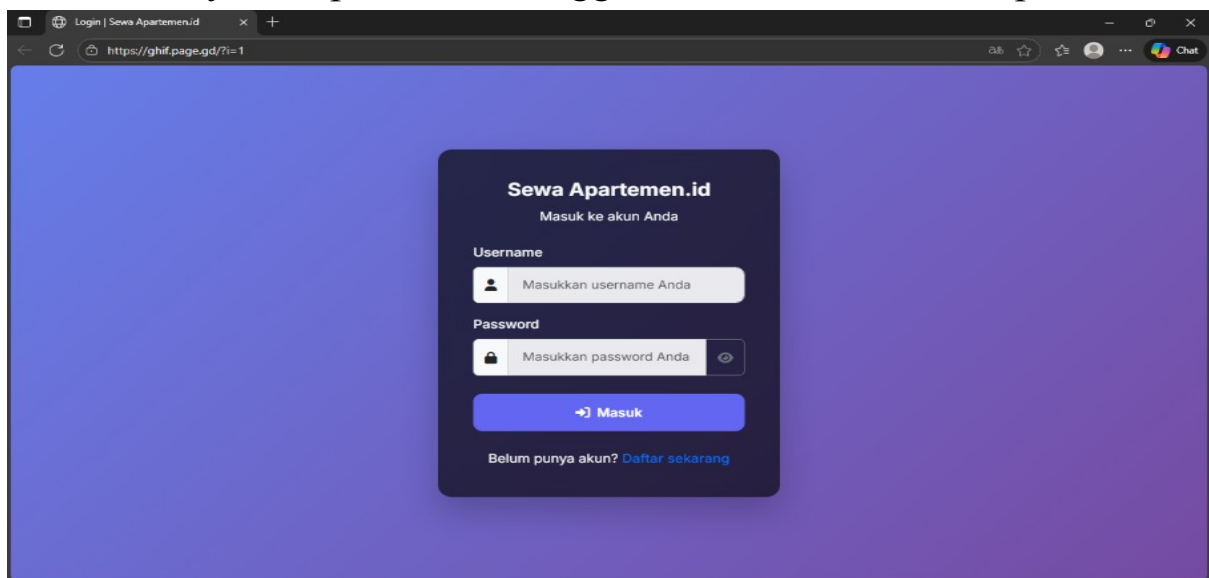 Login | Sewa Apartemen.id
https://ghif.page.gd/?i=1
Chat
Sewa Apartemen.id
Masuk ke akun Anda
Username
Masukkan username Anda
Password
Masukkan password Anda
Masuk
Belum punya akun? Daftar sekarang